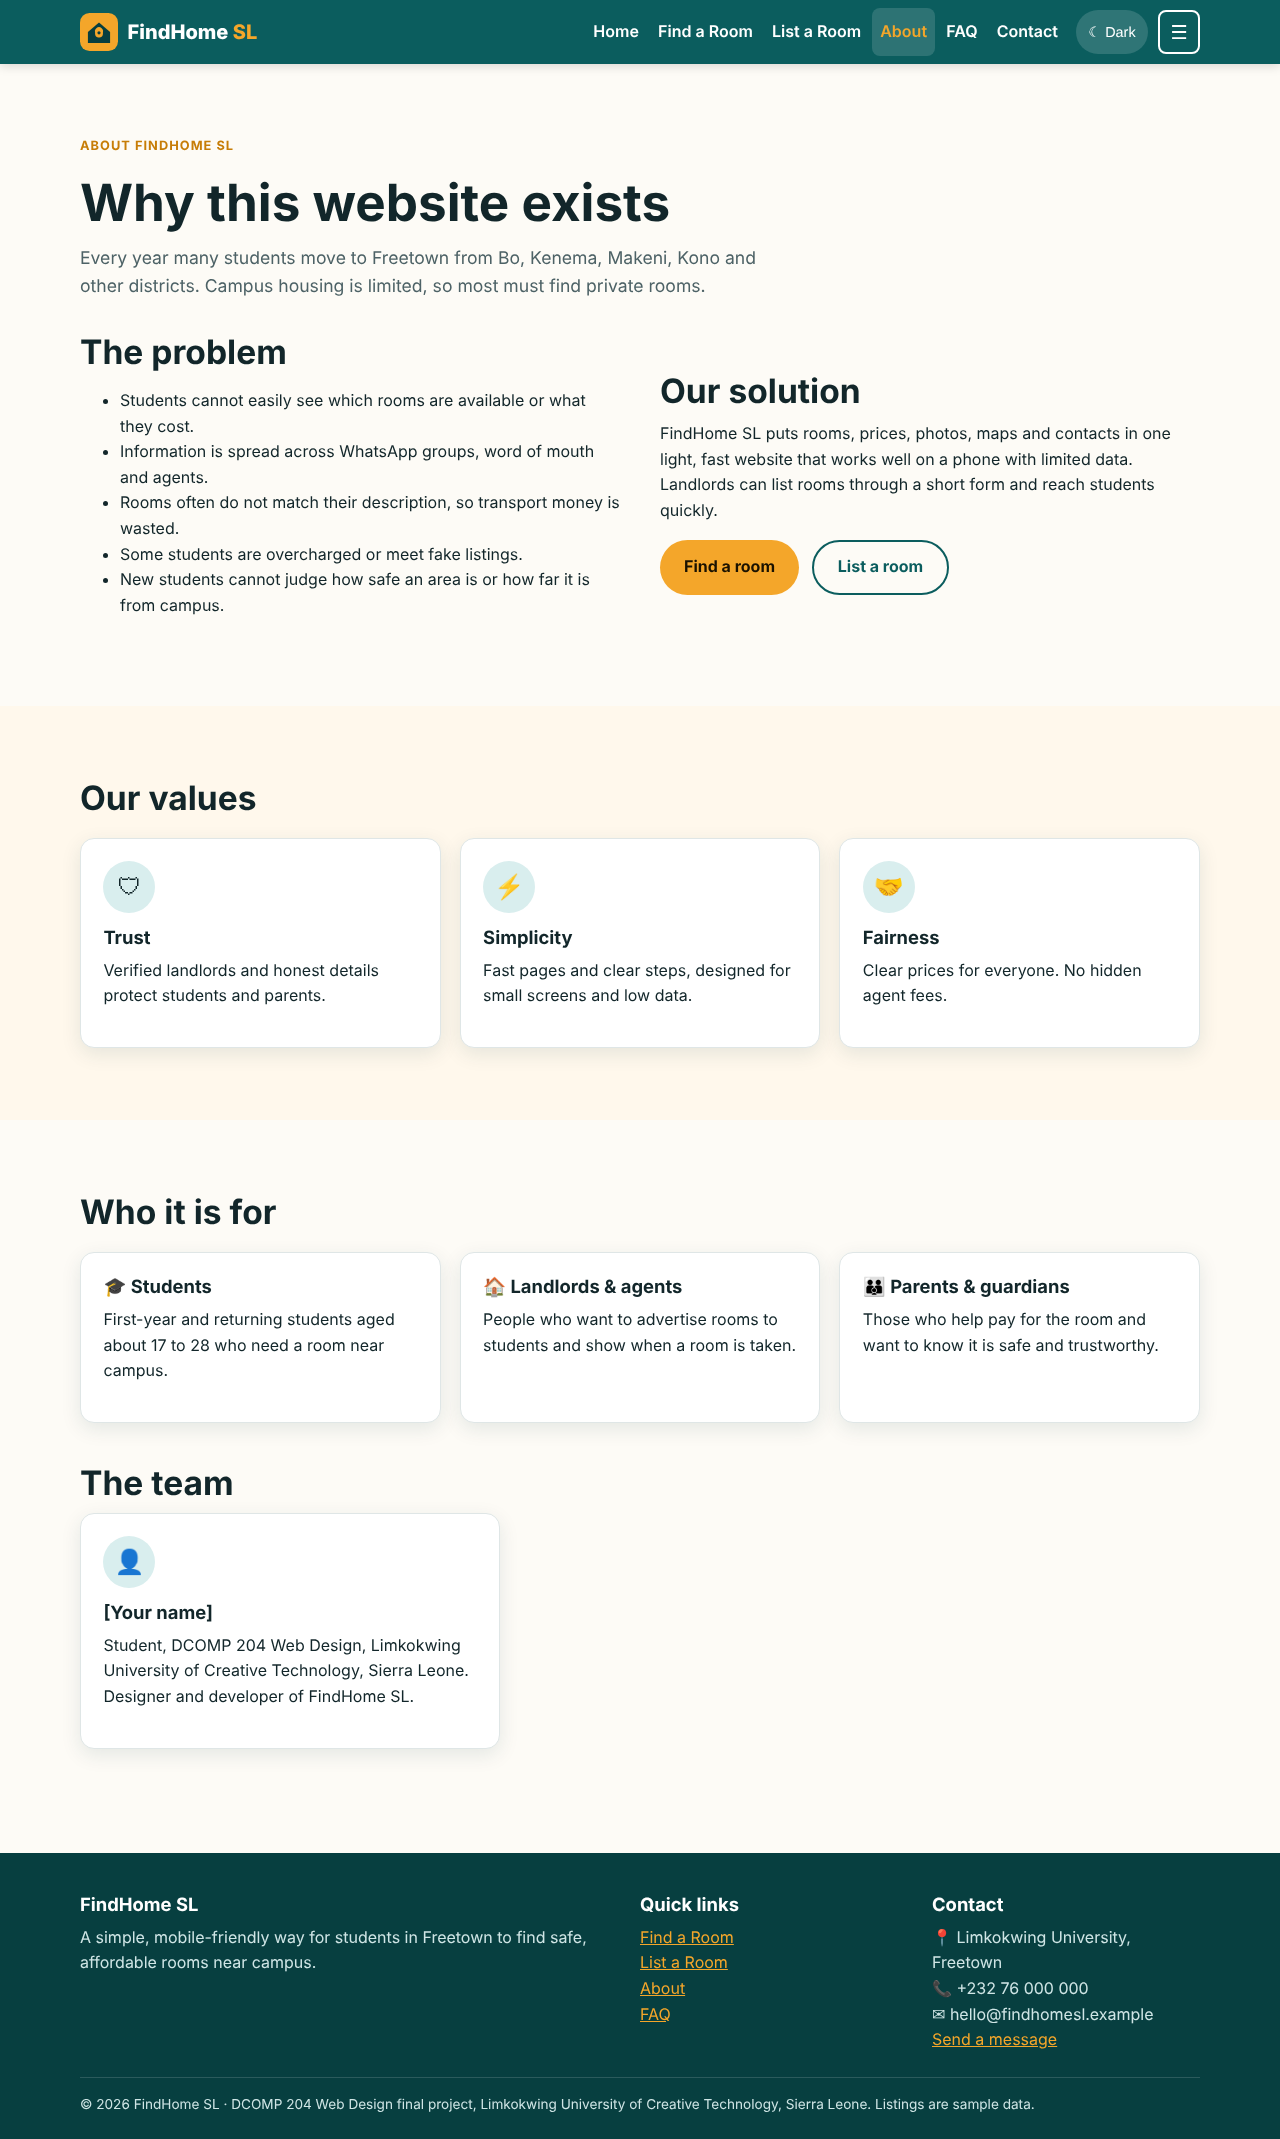 FindHome SL
Home
Find a Room
List a Room
About
FAQ
Contact
☾ Dark
☰
ABOUT FINDHOME SL
Why this website exists
Every year many students move to Freetown from Bo, Kenema, Makeni, Kono and
other districts. Campus housing is limited, so most must find private rooms.
The problem
• Students cannot easily see which rooms are available or what
they cost.
• Information is spread across WhatsApp groups, word of mouth
and agents.
• Rooms often do not match their description, so transport money is
wasted.
• Some students are overcharged or meet fake listings.
• New students cannot judge how safe an area is or how far it is
from campus.
Our solution
FindHome SL puts rooms, prices, photos, maps and contacts in one
light, fast website that works well on a phone with limited data.
Landlords can list rooms through a short form and reach students
quickly.
Find a room
List a room
Our values
Trust
Verified landlords and honest details
protect students and parents.
Simplicity
Fast pages and clear steps, designed for
small screens and low data.
Fairness
Clear prices for everyone. No hidden
agent fees.
Who it is for
🎓 Students
First-year and returning students aged
about 17 to 28 who need a room near
campus.
🏠 Landlords & agents
People who want to advertise rooms to
students and show when a room is taken.
👪 Parents & guardians
Those who help pay for the room and
want to know it is safe and trustworthy.
The team
[Your name]
Student, DCOMP 204 Web Design, Limkokwing
University of Creative Technology, Sierra Leone.
Designer and developer of FindHome SL.
FindHome SL
A simple, mobile-friendly way for students in Freetown to find safe,
affordable rooms near campus.
Quick links
Find a Room
List a Room
About
FAQ
Contact
📍 Limkokwing University,
Freetown
📞 +232 76 000 000
✉ hello@findhomesl.example
Send a message
© 2026 FindHome SL · DCOMP 204 Web Design final project, Limkokwing University of Creative Technology, Sierra Leone. Listings are sample data.